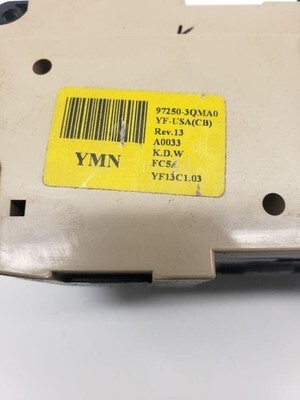 K
97250-3QMA0
YF-USA(CB)
Rev.13
A0033
K.D.W
YMN
YF13C1.03